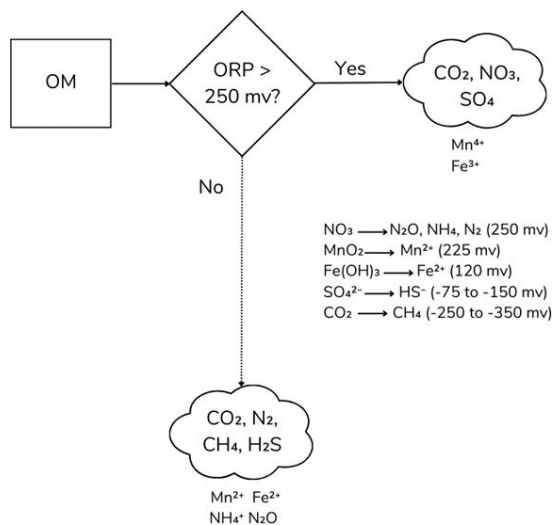 OM
ORP >
250 mv?
Yes
CO₂, NO₃,
SO₄
Mn⁴⁺
Fe³⁺
No
NO₃ ⟶ N₂O, NH₄, N₂ (250 mv)
MnO₂ ⟶ Mn²⁺ (225 mv)
Fe(OH)₃ ⟶ Fe²⁺ (120 mv)
SO₄²⁻ ⟶ HS⁻ (-75 to -150 mv)
CO₂ ⟶ CH₄ (-250 to -350 mv)
CO₂, N₂,
CH₄, H₂S
Mn²⁺ Fe²⁺
NH₄⁺ N₂O